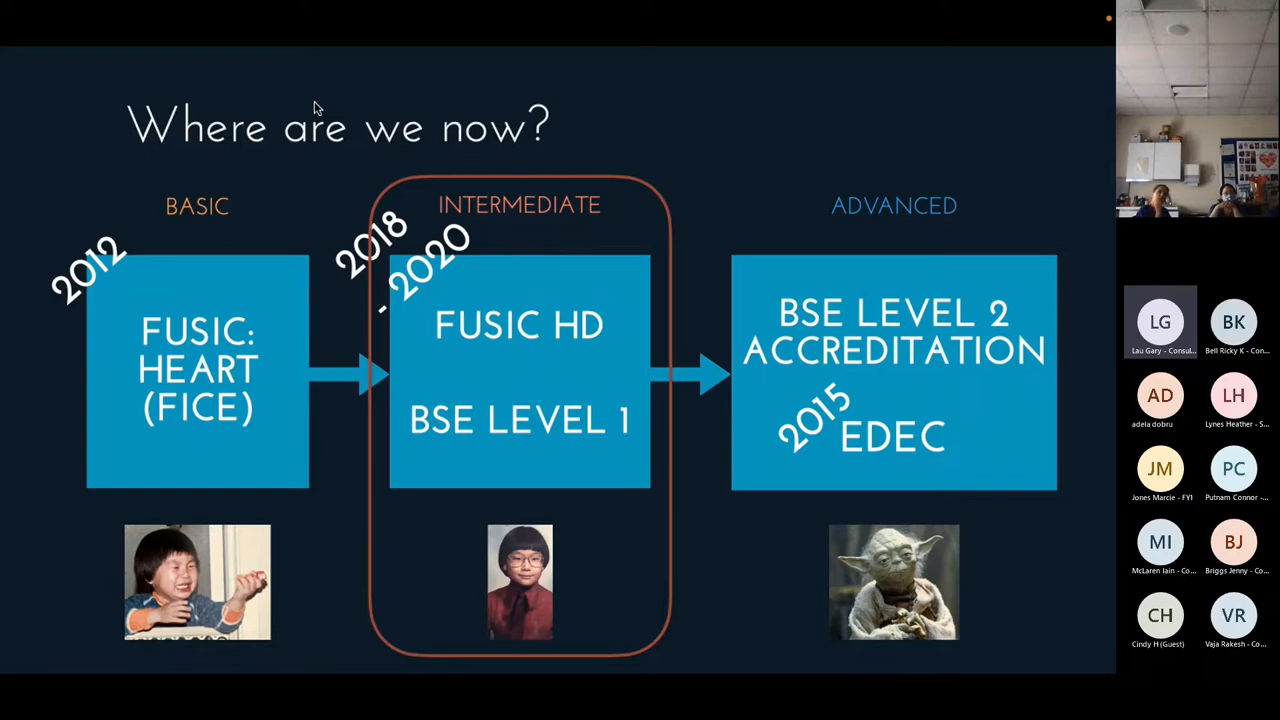 Where are we now?
BASIC
INTERMEDIATE
ADVANCED
2012
2018
- 2020
FUSIC:
HEART
(FICE)
FUSIC HD
BSE LEVEL 1
BSE LEVEL 2
ACCREDITATION
2015
EDEC
LG
BK
Lau Gary - Consul...
Bell Ricky K - Con...
AD
LH
adela dobru
Lynes Heather - S...
JM
PC
Jones Marcie - FY1
Putnam Connor -...
MI
BJ
McLaren Iain - Co...
Briggs Jenny - Co...
CH
VR
Cindy H (Guest)
Vaja Rakesh - Co...